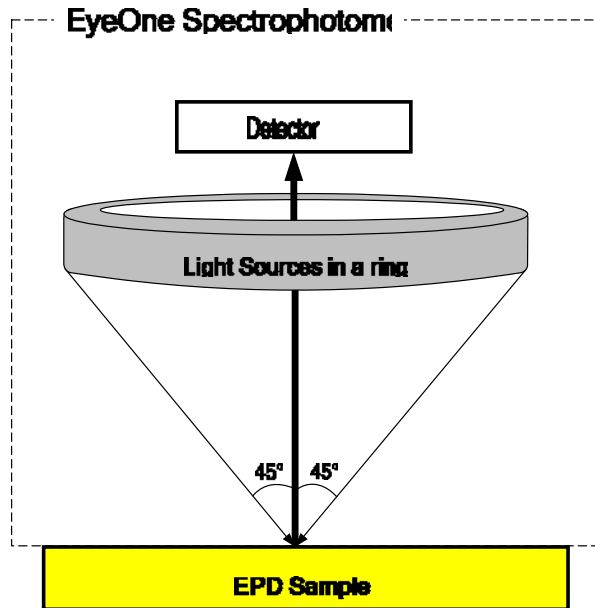 EyeOne Spectrophotome
Detector
Light Sources in a ring
45° 45°
EPD Sample